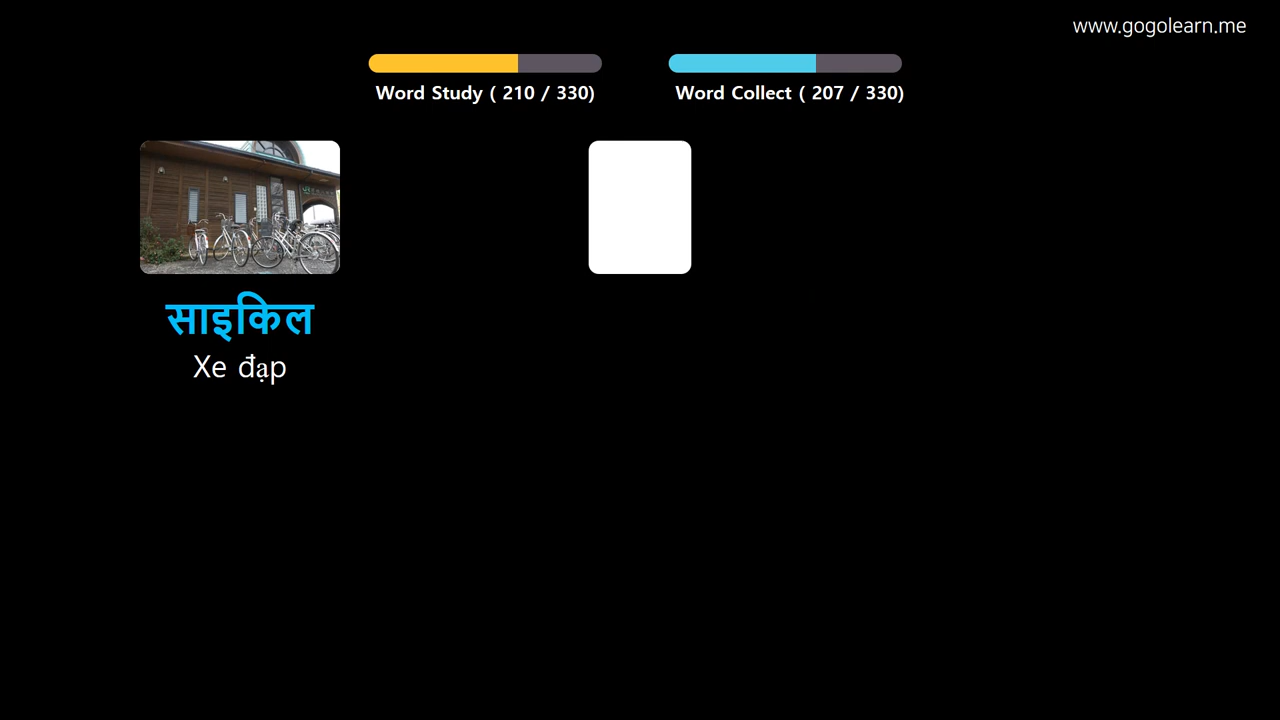 www.gogolearn.me
Word Study ( 210 / 330)
Word Collect ( 207 / 330)
साइकिल
Xe đạp